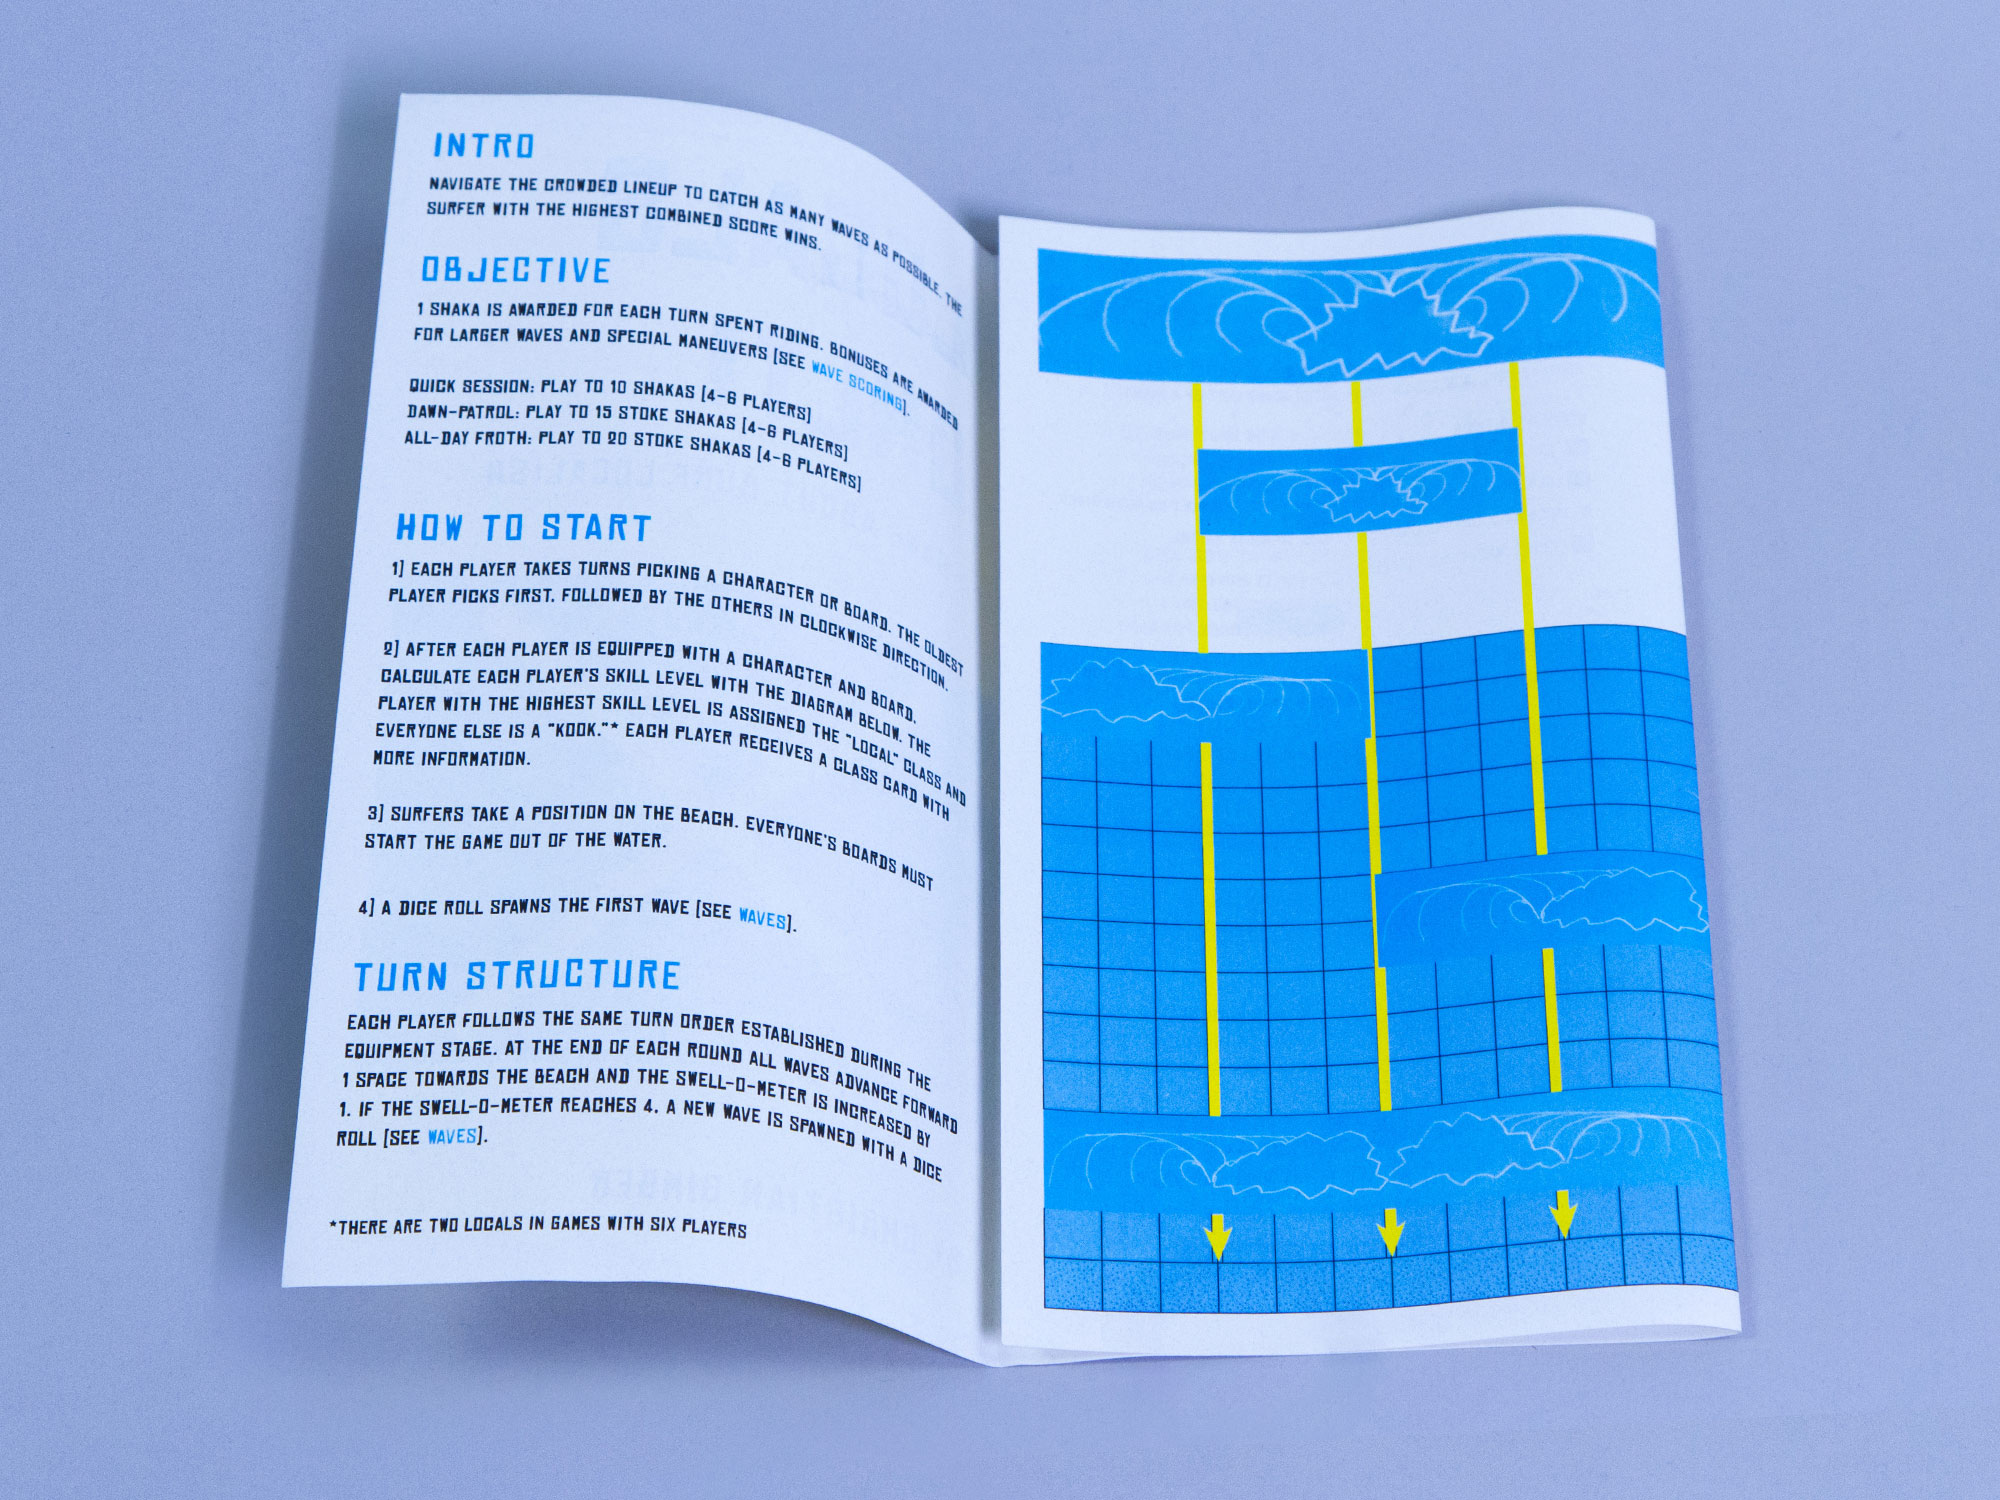 INTRO
NAVIGATE THE CROWDED LINEUP TO CATCH AS MANY WAVES AS POSSIBLE. THE
SURFER WITH THE HIGHEST COMBINED SCORE WINS.
OBJECTIVE
1 SHAKA IS AWARDED FOR EACH TURN SPENT RIDING. BONUSES ARE AWARDED
FOR LARGER WAVES AND SPECIAL MANEUVERS [SEE WAVE SCORING].
QUICK SESSION: PLAY TO 10 SHAKAS [4-6 PLAYERS]
DAWN-PATROL: PLAY TO 15 STOKE SHAKAS [4-6 PLAYERS]
ALL-DAY FROTH: PLAY TO 20 STOKE SHAKAS [4-6 PLAYERS]
HOW TO START
1] EACH PLAYER TAKES TURNS PICKING A CHARACTER OR BOARD. THE OLDEST
PLAYER PICKS FIRST, FOLLOWED BY THE OTHERS IN CLOCKWISE DIRECTION.
2] AFTER EACH PLAYER IS EQUIPPED WITH A CHARACTER AND BOARD,
CALCULATE EACH PLAYER'S SKILL LEVEL WITH THE DIAGRAM BELOW. THE
PLAYER WITH THE HIGHEST SKILL LEVEL IS ASSIGNED THE "LOCAL" CLASS AND
EVERYONE ELSE IS A "KOOK."* EACH PLAYER RECEIVES A CLASS CARD WITH
MORE INFORMATION.
3] SURFERS TAKE A POSITION ON THE BEACH. EVERYONE'S BOARDS MUST
START THE GAME OUT OF THE WATER.
4] A DICE ROLL SPAWNS THE FIRST WAVE [SEE WAVES].
TURN STRUCTURE
EACH PLAYER FOLLOWS THE SAME TURN ORDER ESTABLISHED DURING THE
EQUIPMENT STAGE. AT THE END OF EACH ROUND ALL WAVES ADVANCE FORWARD
1 SPACE TOWARDS THE BEACH AND THE SWELL-O-METER IS INCREASED BY
1. IF THE SWELL-O-METER REACHES 4, A NEW WAVE IS SPAWNED WITH A DICE
ROLL [SEE WAVES].
*THERE ARE TWO LOCALS IN GAMES WITH SIX PLAYERS